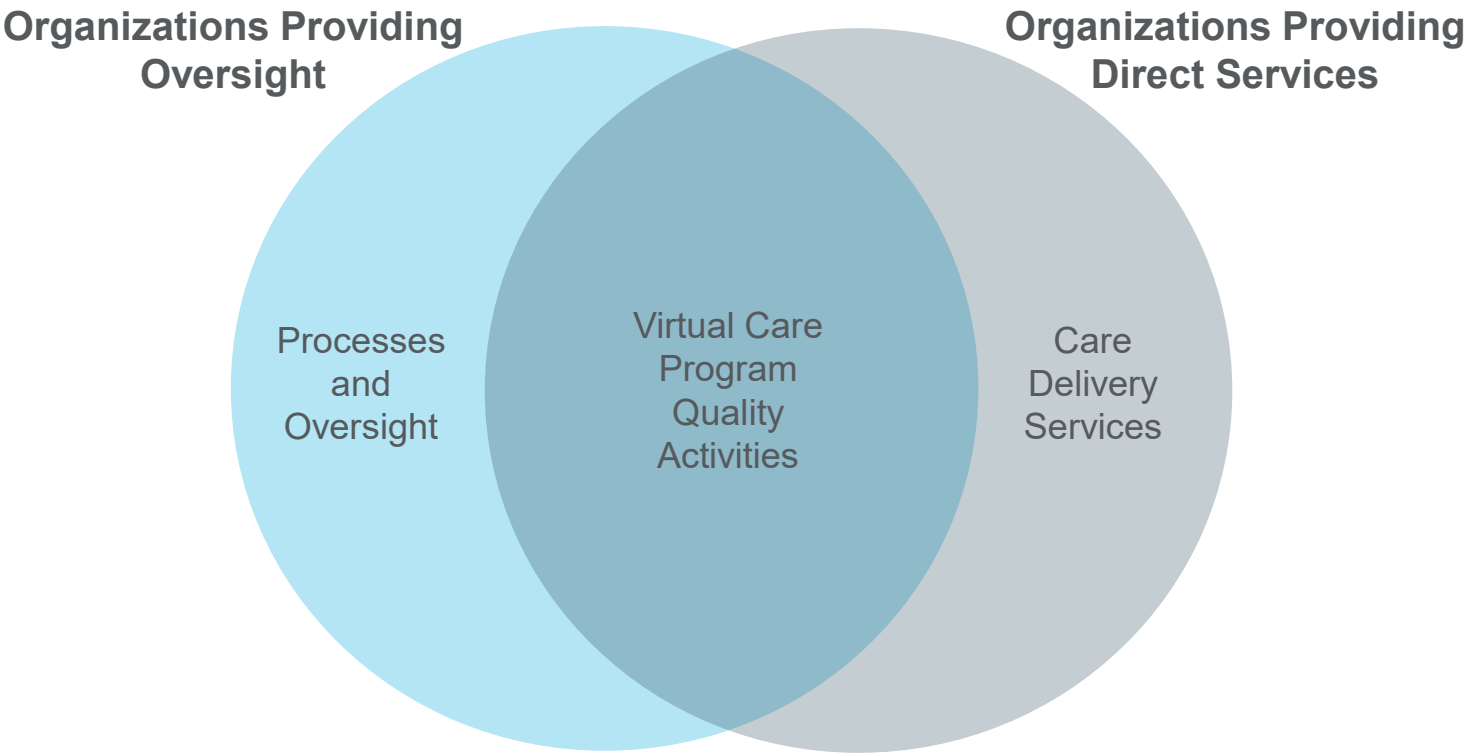 Organizations Providing
Oversight
Organizations Providing
Direct Services
Processes
and
Oversight
Virtual Care
Program
Quality
Activities
Care
Delivery
Services